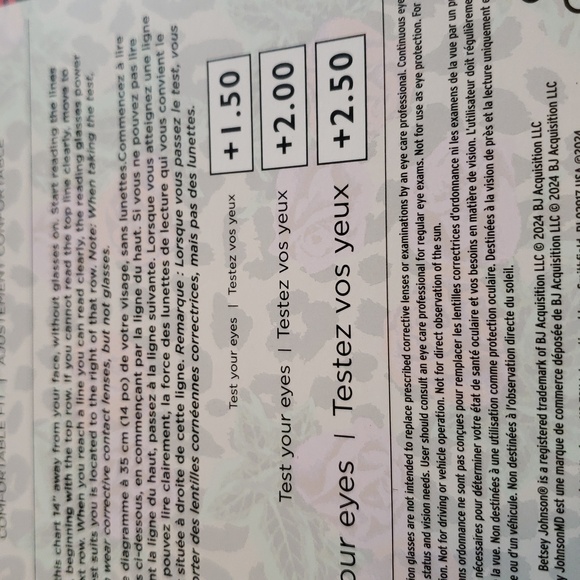 COMFORTABLE FIT | AJUSTEMENT CONFORTABLE
this chart 14" away from your face, without glasses on. Start reading the lines
beginning with the top row. If you cannot read the top line clearly, move to
t row. When you reach a line you can read clearly, the reading glasses power
st suits you is located to the right of that row. Note: When taking the test,
wear corrective contact lenses, but not glasses.
e diagramme à 35 cm (14 po) de votre visage, sans lunettes.Commencez à lire
s ci-dessous, en commençant par la ligne du haut. Si vous ne pouvez pas lire
nt la ligne du haut, passez à la ligne suivante. Lorsque vous atteignez une ligne
pouvez lire clairement, la force des lunettes de lecture qui vous convient le
située à droite de cette ligne. Remarque : Lorsque vous passez le test, vous
rter des lentilles cornéennes correctrices, mais pas des lunettes.
Test your eyes | Testez vos yeux +1.50
Test your eyes | Testez vos yeux +2.00
our eyes | Testez vos yeux +2.50
on glasses are not intended to replace prescribed corrective lenses or examinations by an eye care professional. Continuous eye
status and vision needs. User should consult an eye care professional for regular eye exams. Not for use as eye protection. For
on. Not for driving or vehicle operation. Not for direct observation of the sun.
ns ordonnance ne sont pas conçues pour remplacer les lentilles correctrices d'ordonnance ni les examens de la vue par un p
nécessaires pour déterminer votre état de santé oculaire et vos besoins en matière de vision. L'utilisateur doit régulièreme
la vue. Non destinées à une utilisation comme protection oculaire. Destinées à la vision de près et la lecture uniquement e
ou d'un véhicule. Non destinées à l'observation directe du soleil.
Betsey Johnson® is a registered trademark of BJ Acquisition LLC © 2024 BJ Acquisition LLC
y JohnsonMD est une marque de commerce déposée de BJ Acquisition LLC © 2024 BJ Acquisition LLC